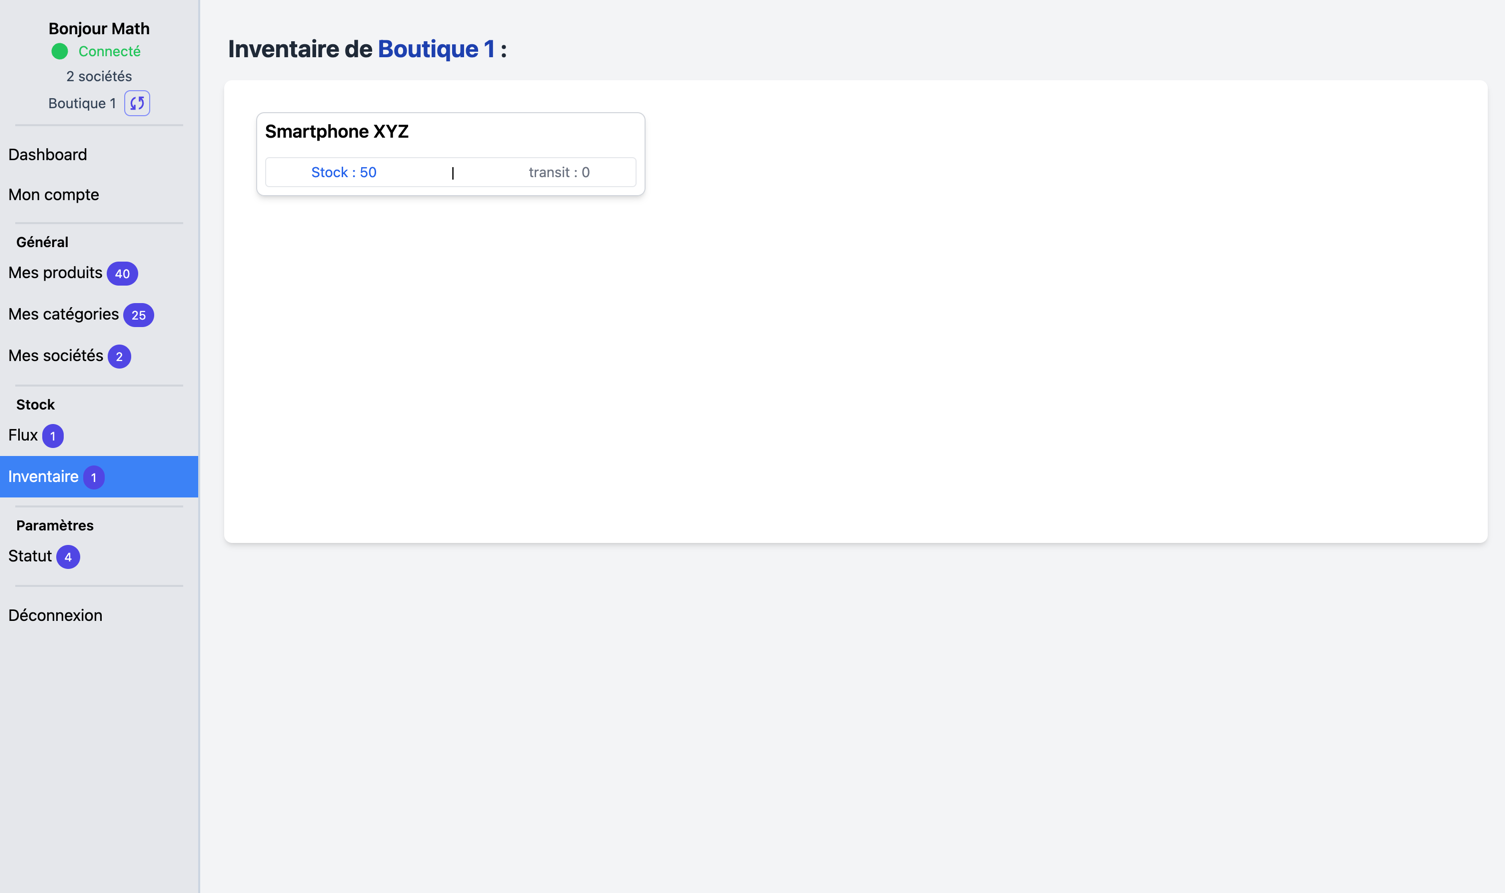 Bonjour Math
Connecté
2 sociétés
Boutique 1
Dashboard
Mon compte
Général
Mes produits 40
Mes catégories 25
Mes sociétés 2
Stock
Flux 1
Inventaire 1
Paramètres
Statut 4
Déconnexion
Inventaire de Boutique 1 :
Smartphone XYZ
Stock : 50 | transit : 0